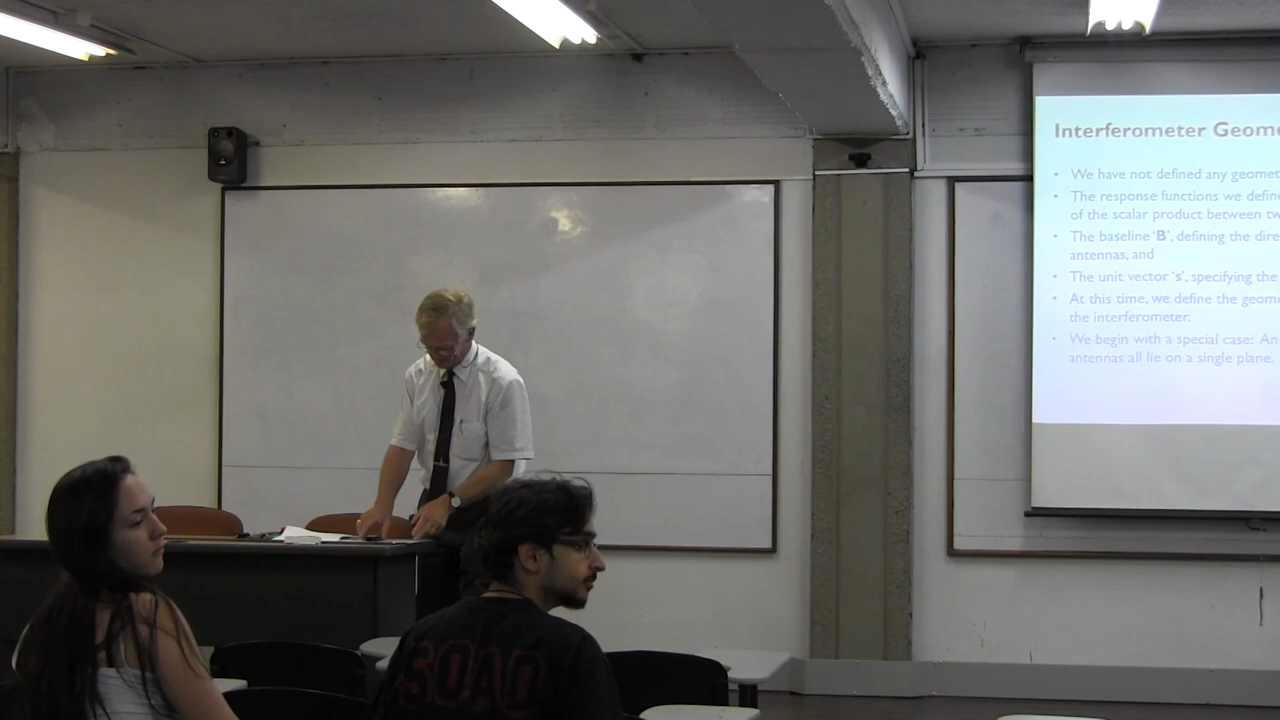 Interferometer Geome
• We have not defined any geomet
• The response functions we define
of the scalar product between tw
• The baseline 'B', defining the dire
antennas, and
• The unit vector 's', specifying the
• At this time, we define the geome
the interferometer.
• We begin with a special case: An
antennas all lie on a single plane.
SOAD